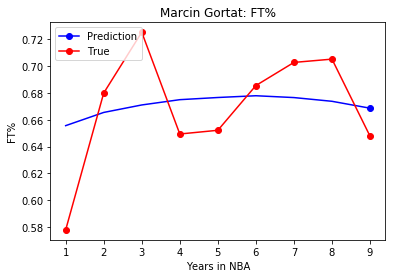 Marcin Gortat: FT%
Prediction
True
FT%
0.72
0.70
0.68
0.66
0.64
0.62
0.60
0.58
1 2 3 4 5 6 7 8 9
Years in NBA